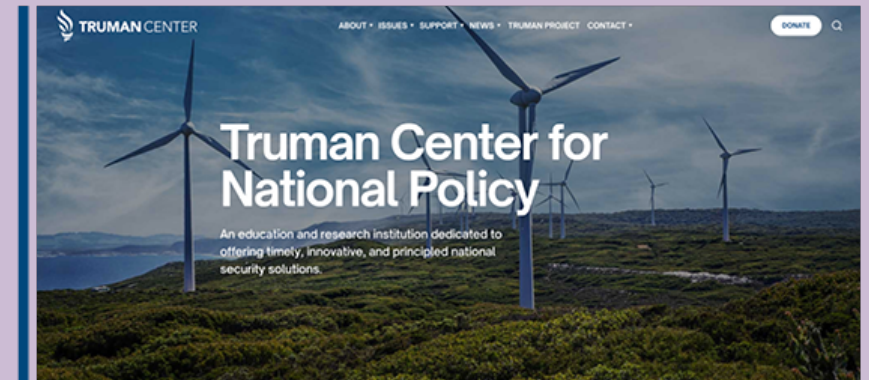 TRUMAN CENTER
ABOUT ISSUES SUPPORT NEWS TRUMAN PROJECT CONTACT
DONATE
Truman Center for
National Policy
An education and research institution dedicated to
offering timely, innovative, and principled national
security solutions.